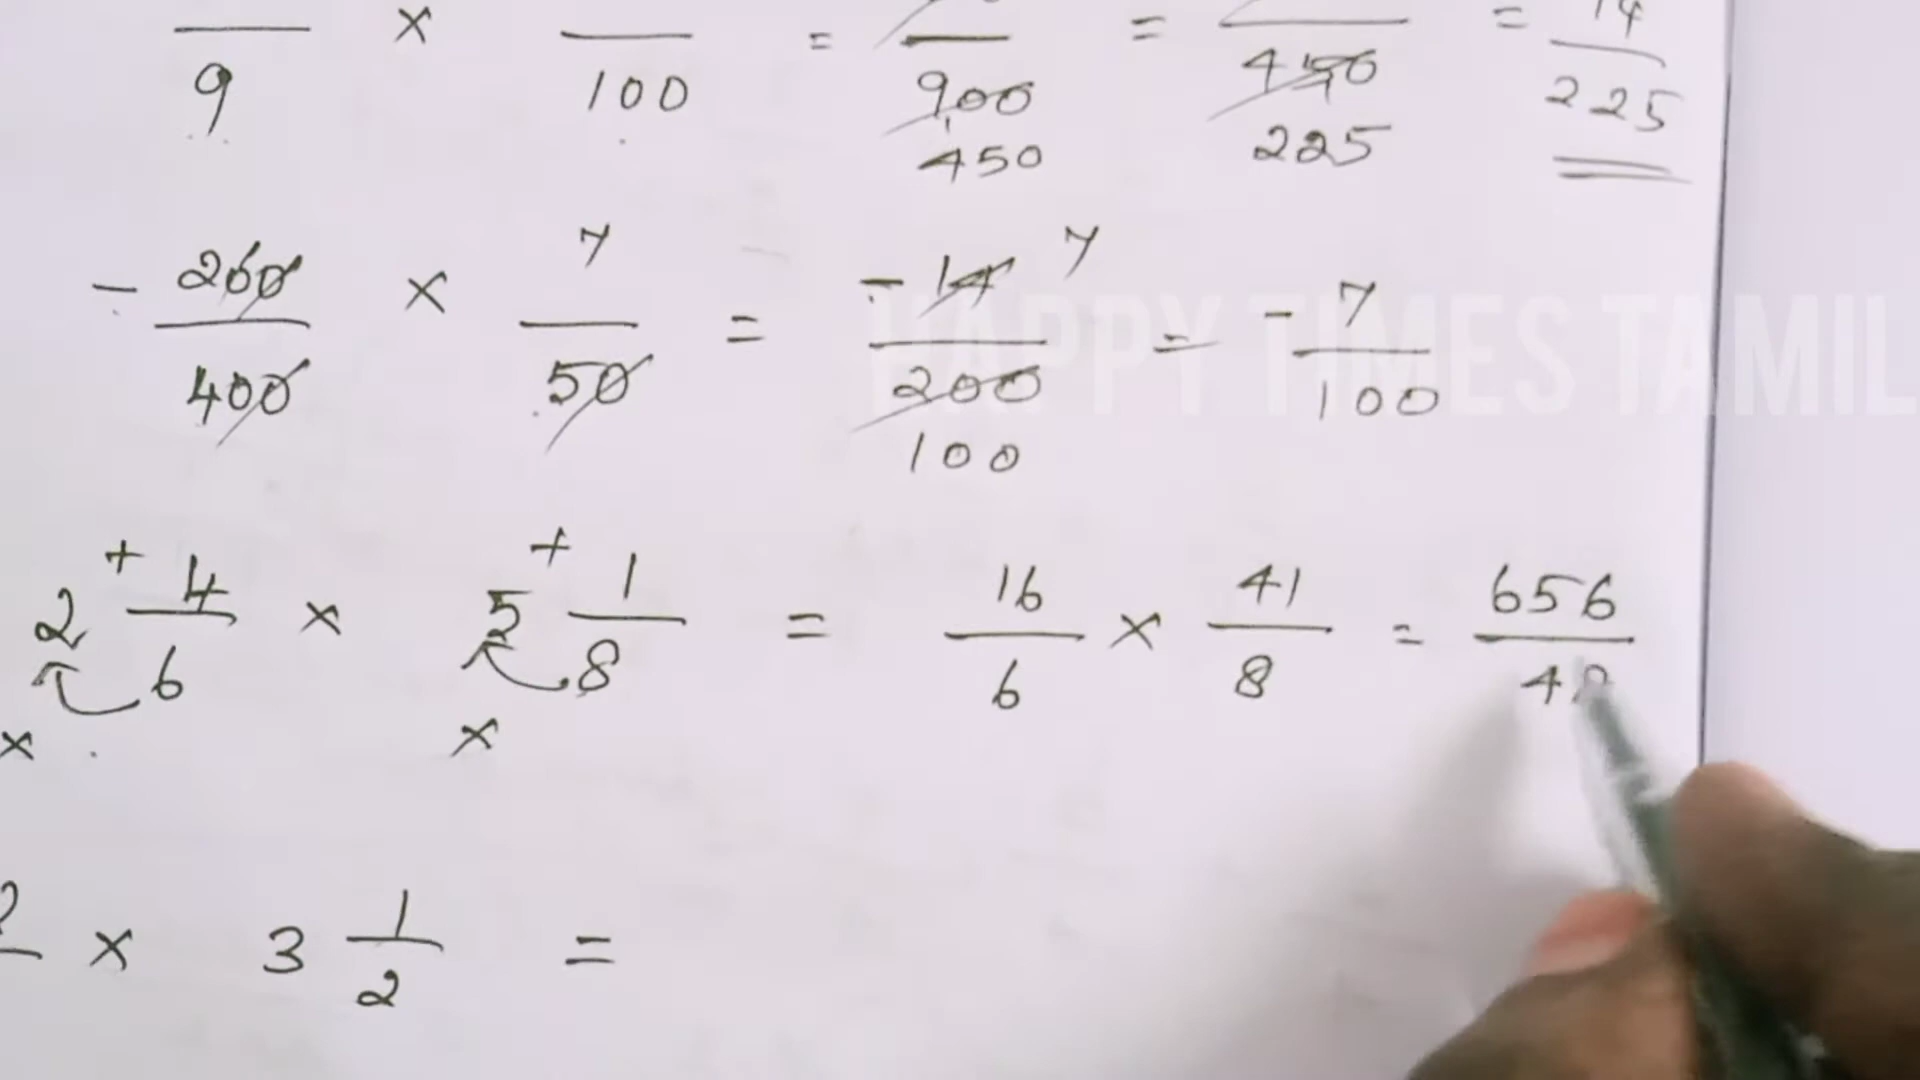 — × — = — = — = 14
9 100 900 450 225
450 225
- 200/400 × 7/50 = - 14/200 7/100 = - 7/100
HAPPY TIMES TAMIL
2 + 4/6 × 5 + 1/8 = 16/6 × 41/8 = 656/48
× ×
× 3 1/2 =